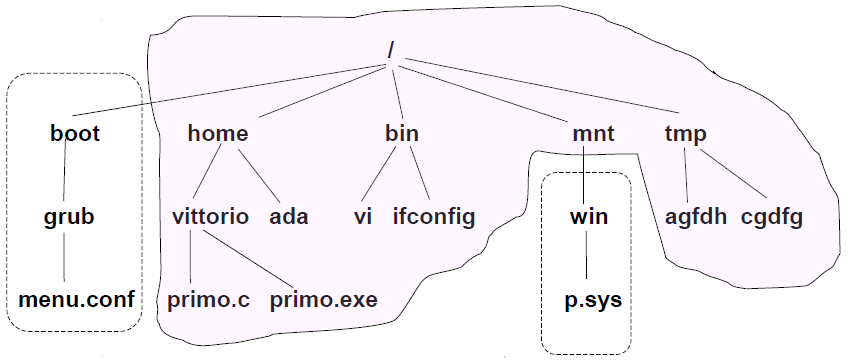 /
boot home bin mnt tmp
grub vittorio ada vi ifconfig win agfdh cgdfg
menu.conf primo.c primo.exe p.sys